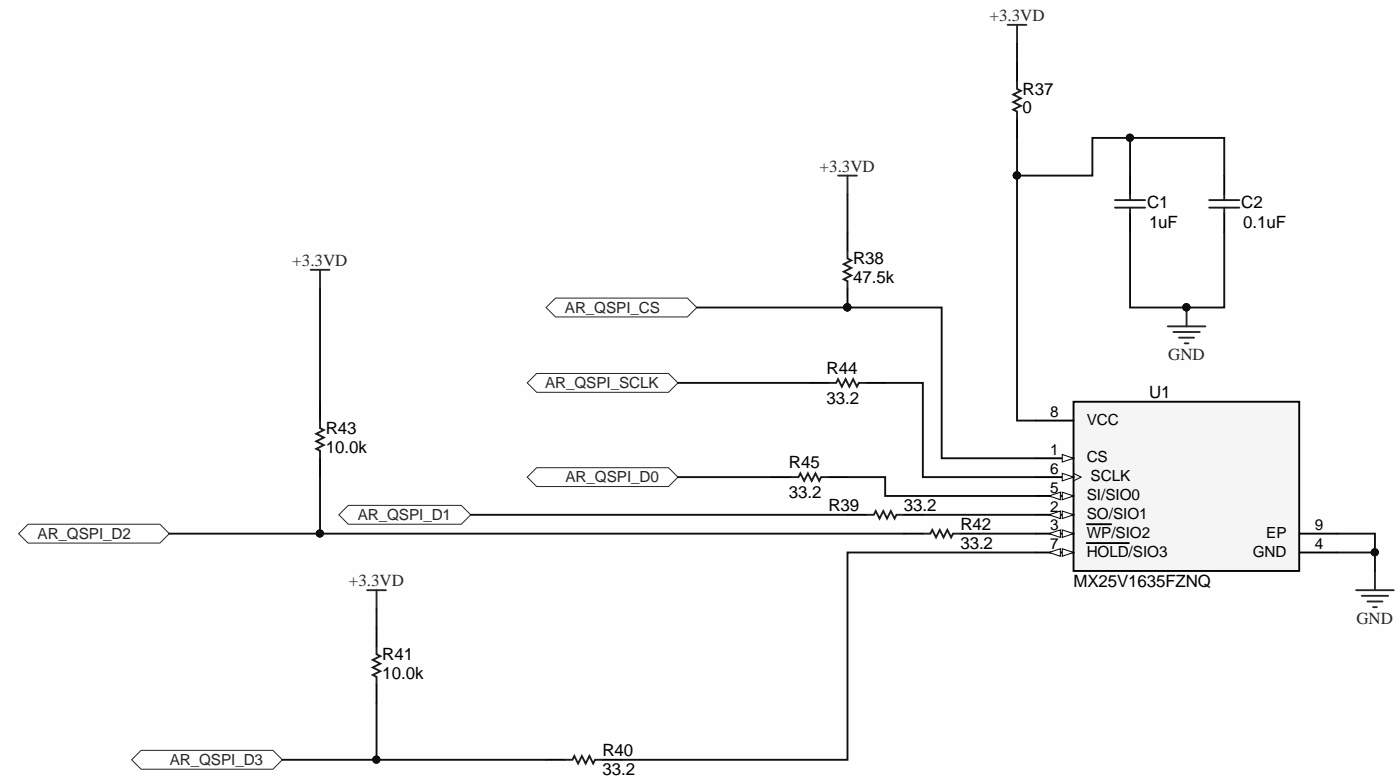 +3.3VD
R37
0
+3.3VD
C1
1uF
C2
0.1uF
R38
47.5k
+3.3VD
AR_QSPI_CS
GND
R44
AR_QSPI_SCLK
33.2
U1
8
VCC
R43
10.0k
1
CS
6
SCLK
R45
AR_QSPI_D0
33.2
5
SI/SIO0
R39
33.2
AR_QSPI_D1
2
SO/SIO1
AR_QSPI_D2
R42
33.2
3
WP/SIO2
EP
9
7
HOLD/SIO3
GND
4
MX25V1635FZNQ
+3.3VD
GND
R41
10.0k
AR_QSPI_D3
R40
33.2